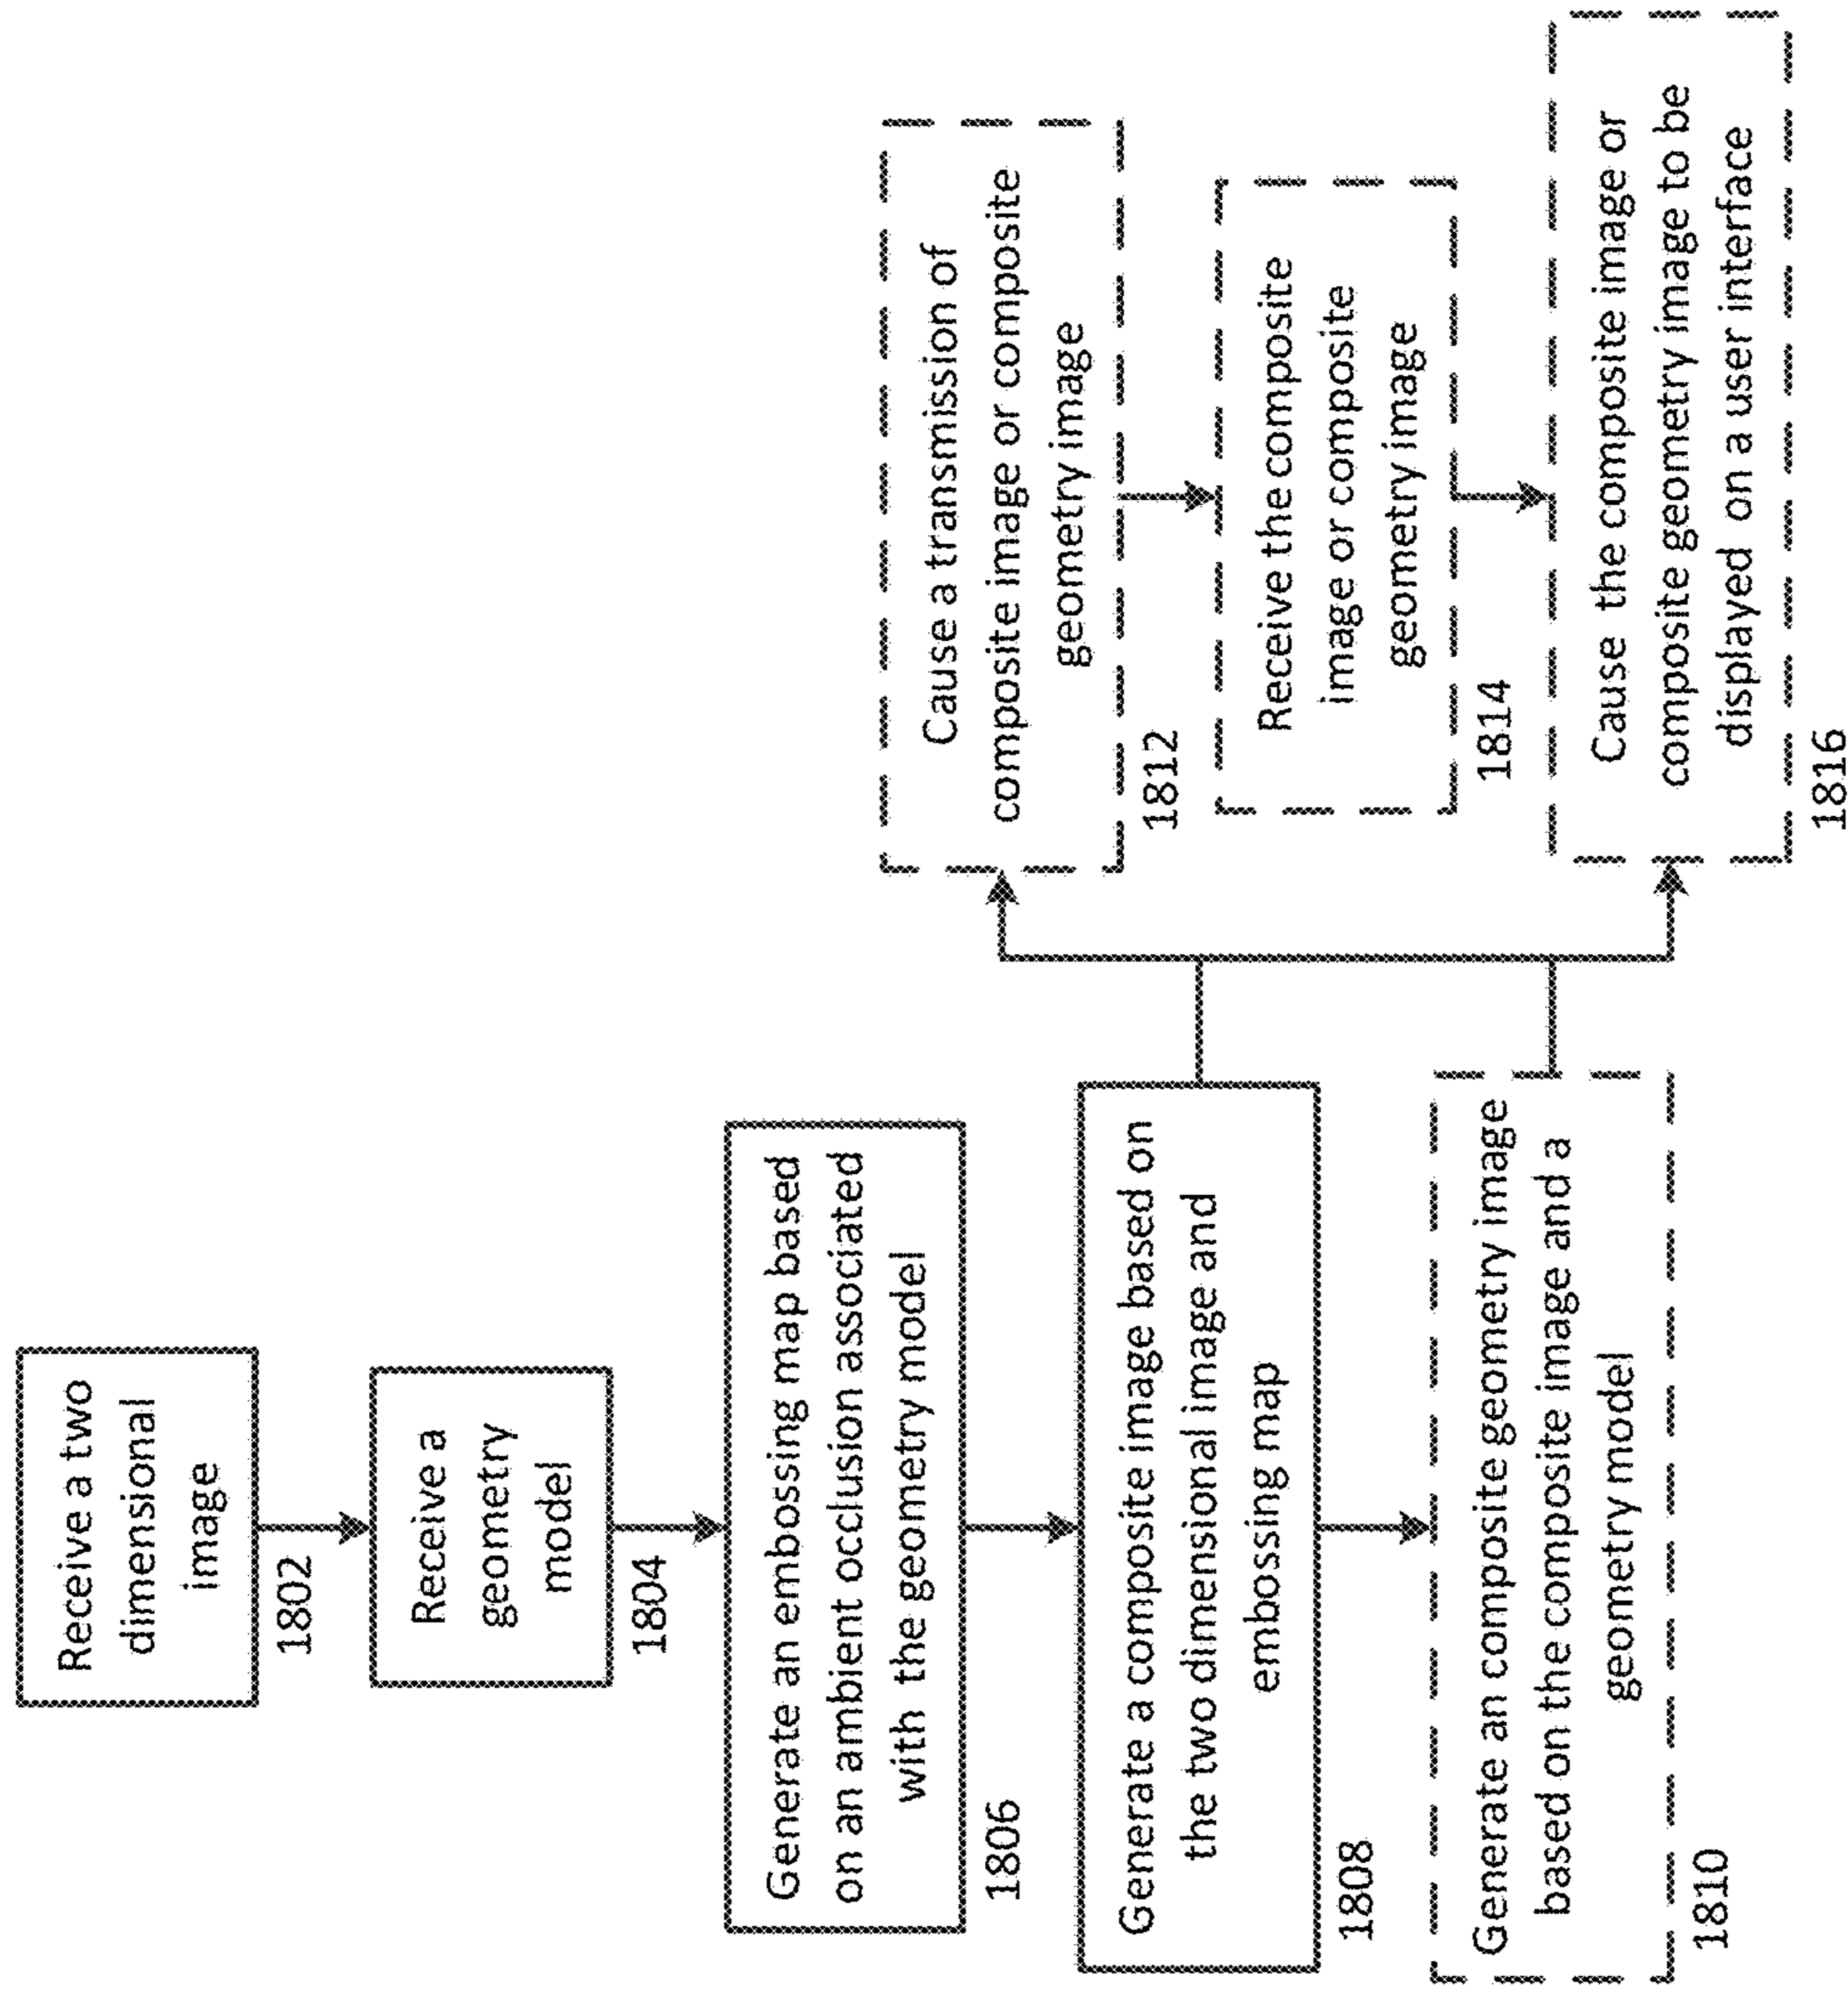 Receive a two
dimensional
image
1802
Receive a
geometry
model
1804
Generate an embossing map based
on an ambient occlusion associated
with the geometry model
1806
Generate a composite image based on
the two dimensional image and
embossing map
1808
Generate an composite geometry image
based on the composite image and a
geometry model
1810
Cause a transmission of
composite image or composite
geometry image
1812
Receive the composite
image or composite
geometry image
1814
Cause the composite image or
composite geometry image to be
displayed on a user interface
1816